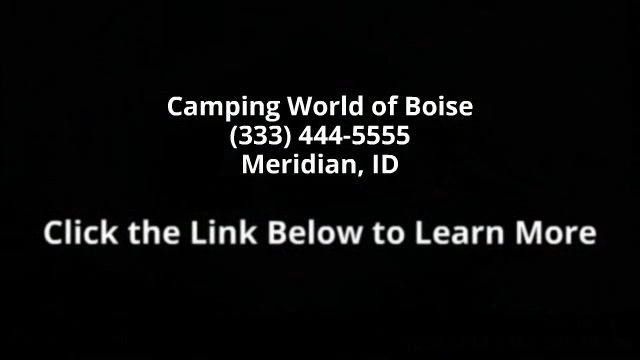 Camping World of Boise
(333) 444-5555
Meridian, ID
Click the Link Below to Learn More